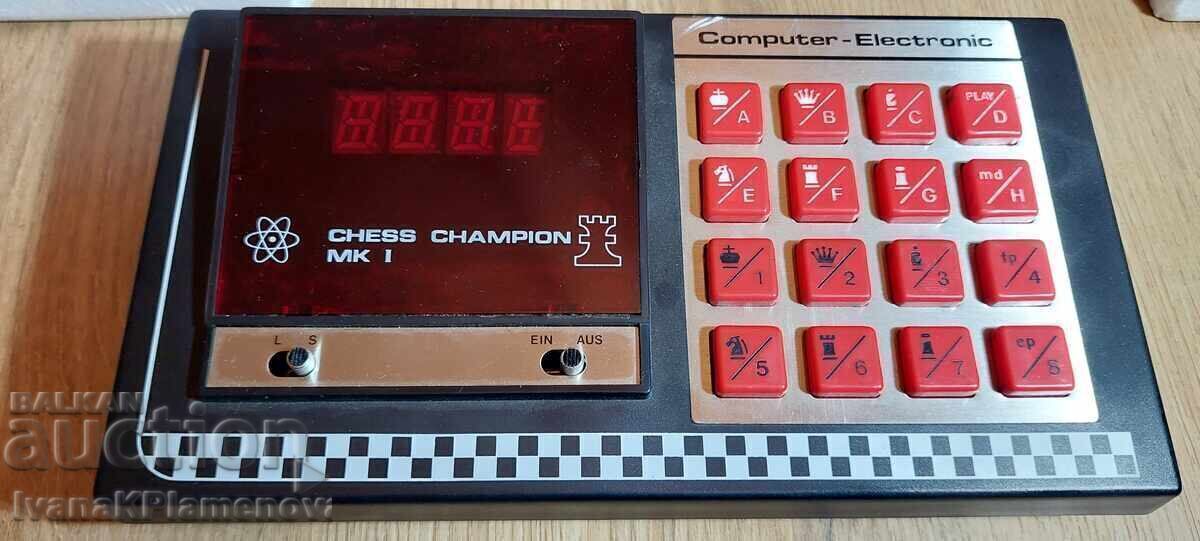 Computer-Electronic
A B C PLAY D
E F G md H
1 2 3 tp 4
5 6 7 ep 8
CHESS CHAMPION
MK I
L S EIN AUS
BALKAN
auction
IvanaKPlamenov